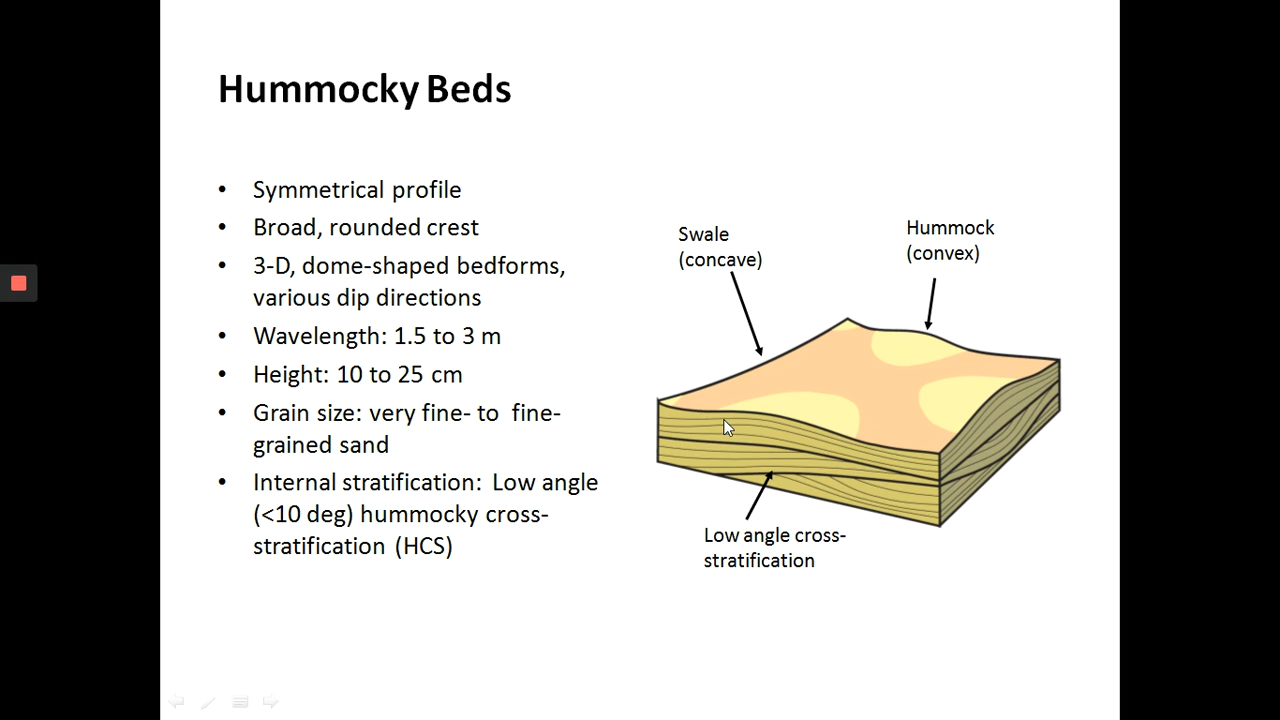 Hummocky Beds
• Symmetrical profile
• Broad, rounded crest
• 3-D, dome-shaped bedforms,
various dip directions
• Wavelength: 1.5 to 3 m
• Height: 10 to 25 cm
• Grain size: very fine- to fine-
grained sand
• Internal stratification: Low angle
(<10 deg) hummocky cross-
stratification (HCS)
Swale
(concave)
Hummock
(convex)
Low angle cross-
stratification